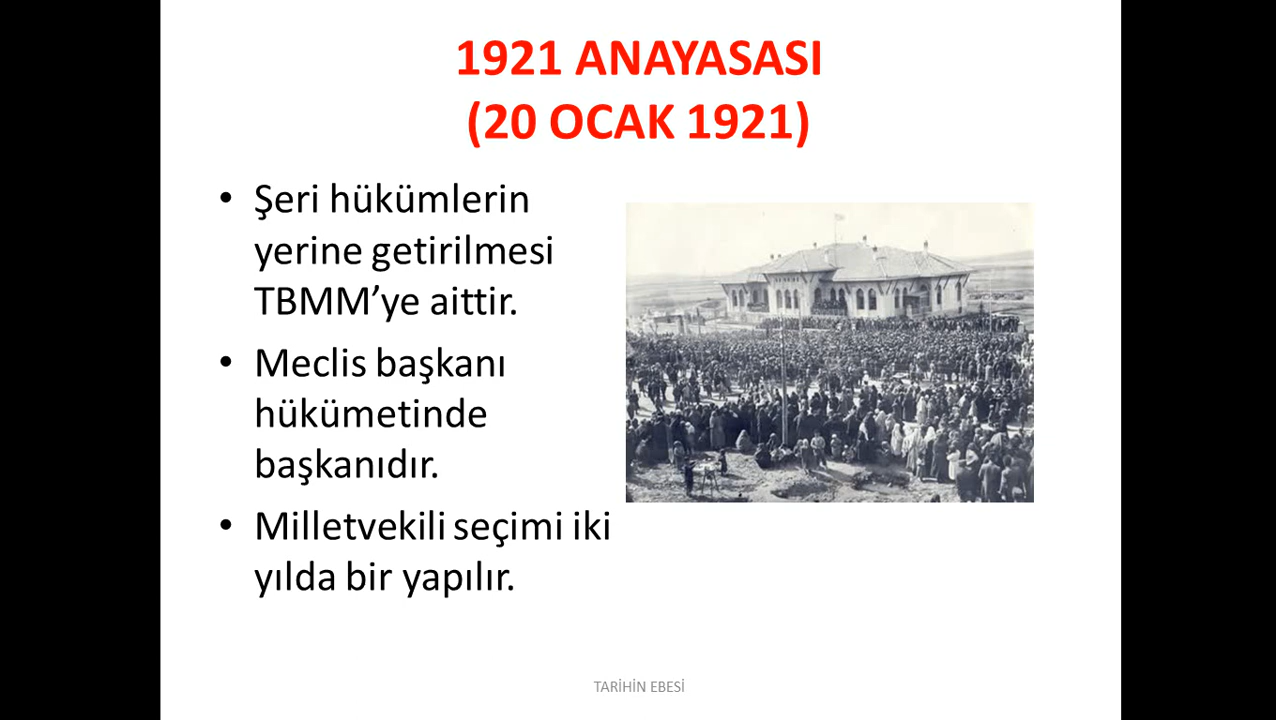 1921 ANAYASASI
(20 OCAK 1921)
• Şeri hükümlerin
yerine getirilmesi
TBMM’ye aittir.
• Meclis başkanı
hükümetinde
başkanıdır.
• Milletvekili seçimi iki
yılda bir yapılır.
TARİHİN EBESİ